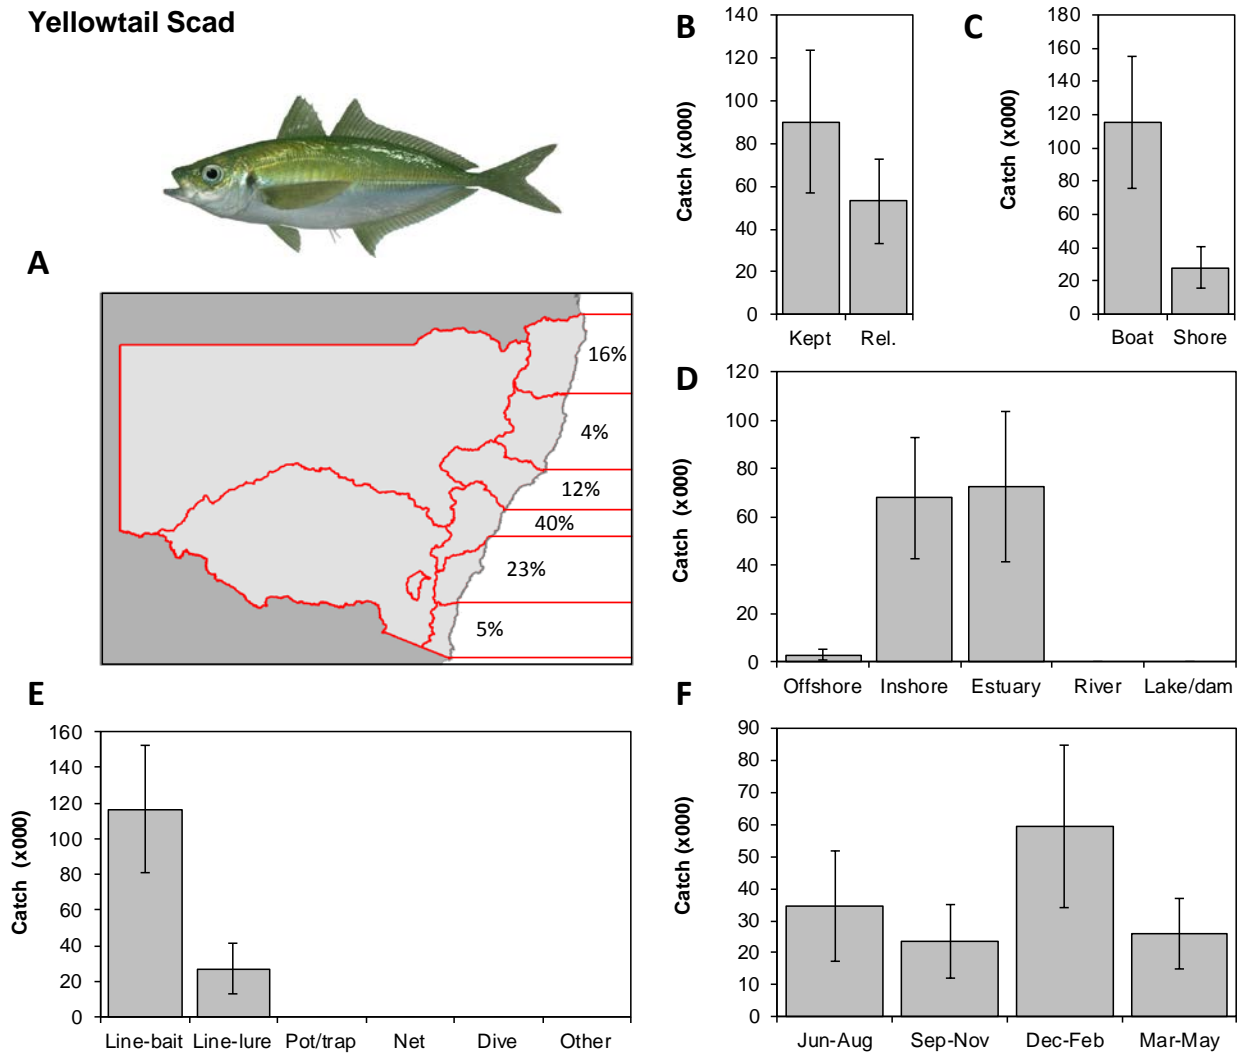 Yellowtail Scad
A
16%
4%
12%
40%
23%
5%
B
Catch (x000)
140
120
100
80
60
40
20
0
Kept Rel.
C
Catch (x000)
180
160
140
120
100
80
60
40
20
0
Boat Shore
D
Catch (x000)
120
100
80
60
40
20
0
Offshore Inshore Estuary River Lake/dam
E
Catch (x000)
160
140
120
100
80
60
40
20
0
Line-bait Line-lure Pot/trap Net Dive Other
F
Catch (x000)
90
80
70
60
50
40
30
20
10
0
Jun-Aug Sep-Nov Dec-Feb Mar-May